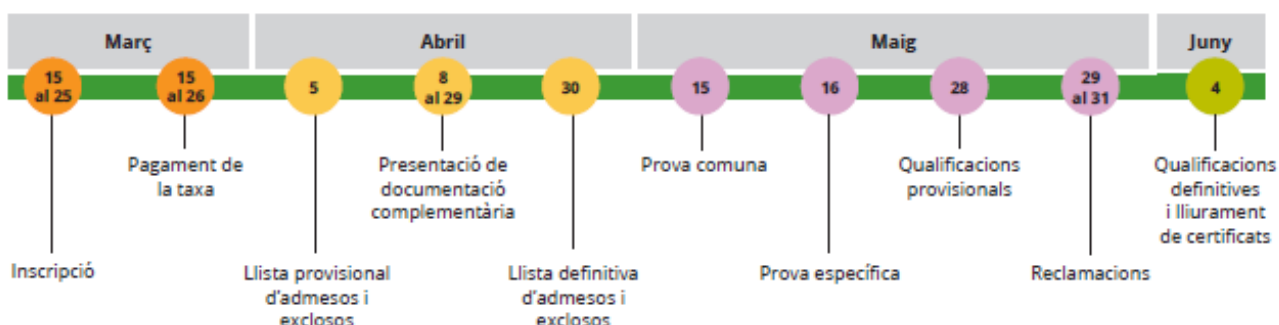 Març
Abril
Maig
Juny
15
al 25
15
al 26
5
8
al 29
30
15
16
28
29
al 31
4
Pagament de
la taxa
Presentació de
documentació
complementària
Prova comuna
Qualificacions
provisionals
Qualificacions
definitives
i lliurament
de certificats
Inscripció
Llista provisional
d'admesos i
exclosos
Llista definitiva
d'admesos i
exclosos
Prova específica
Reclamacions